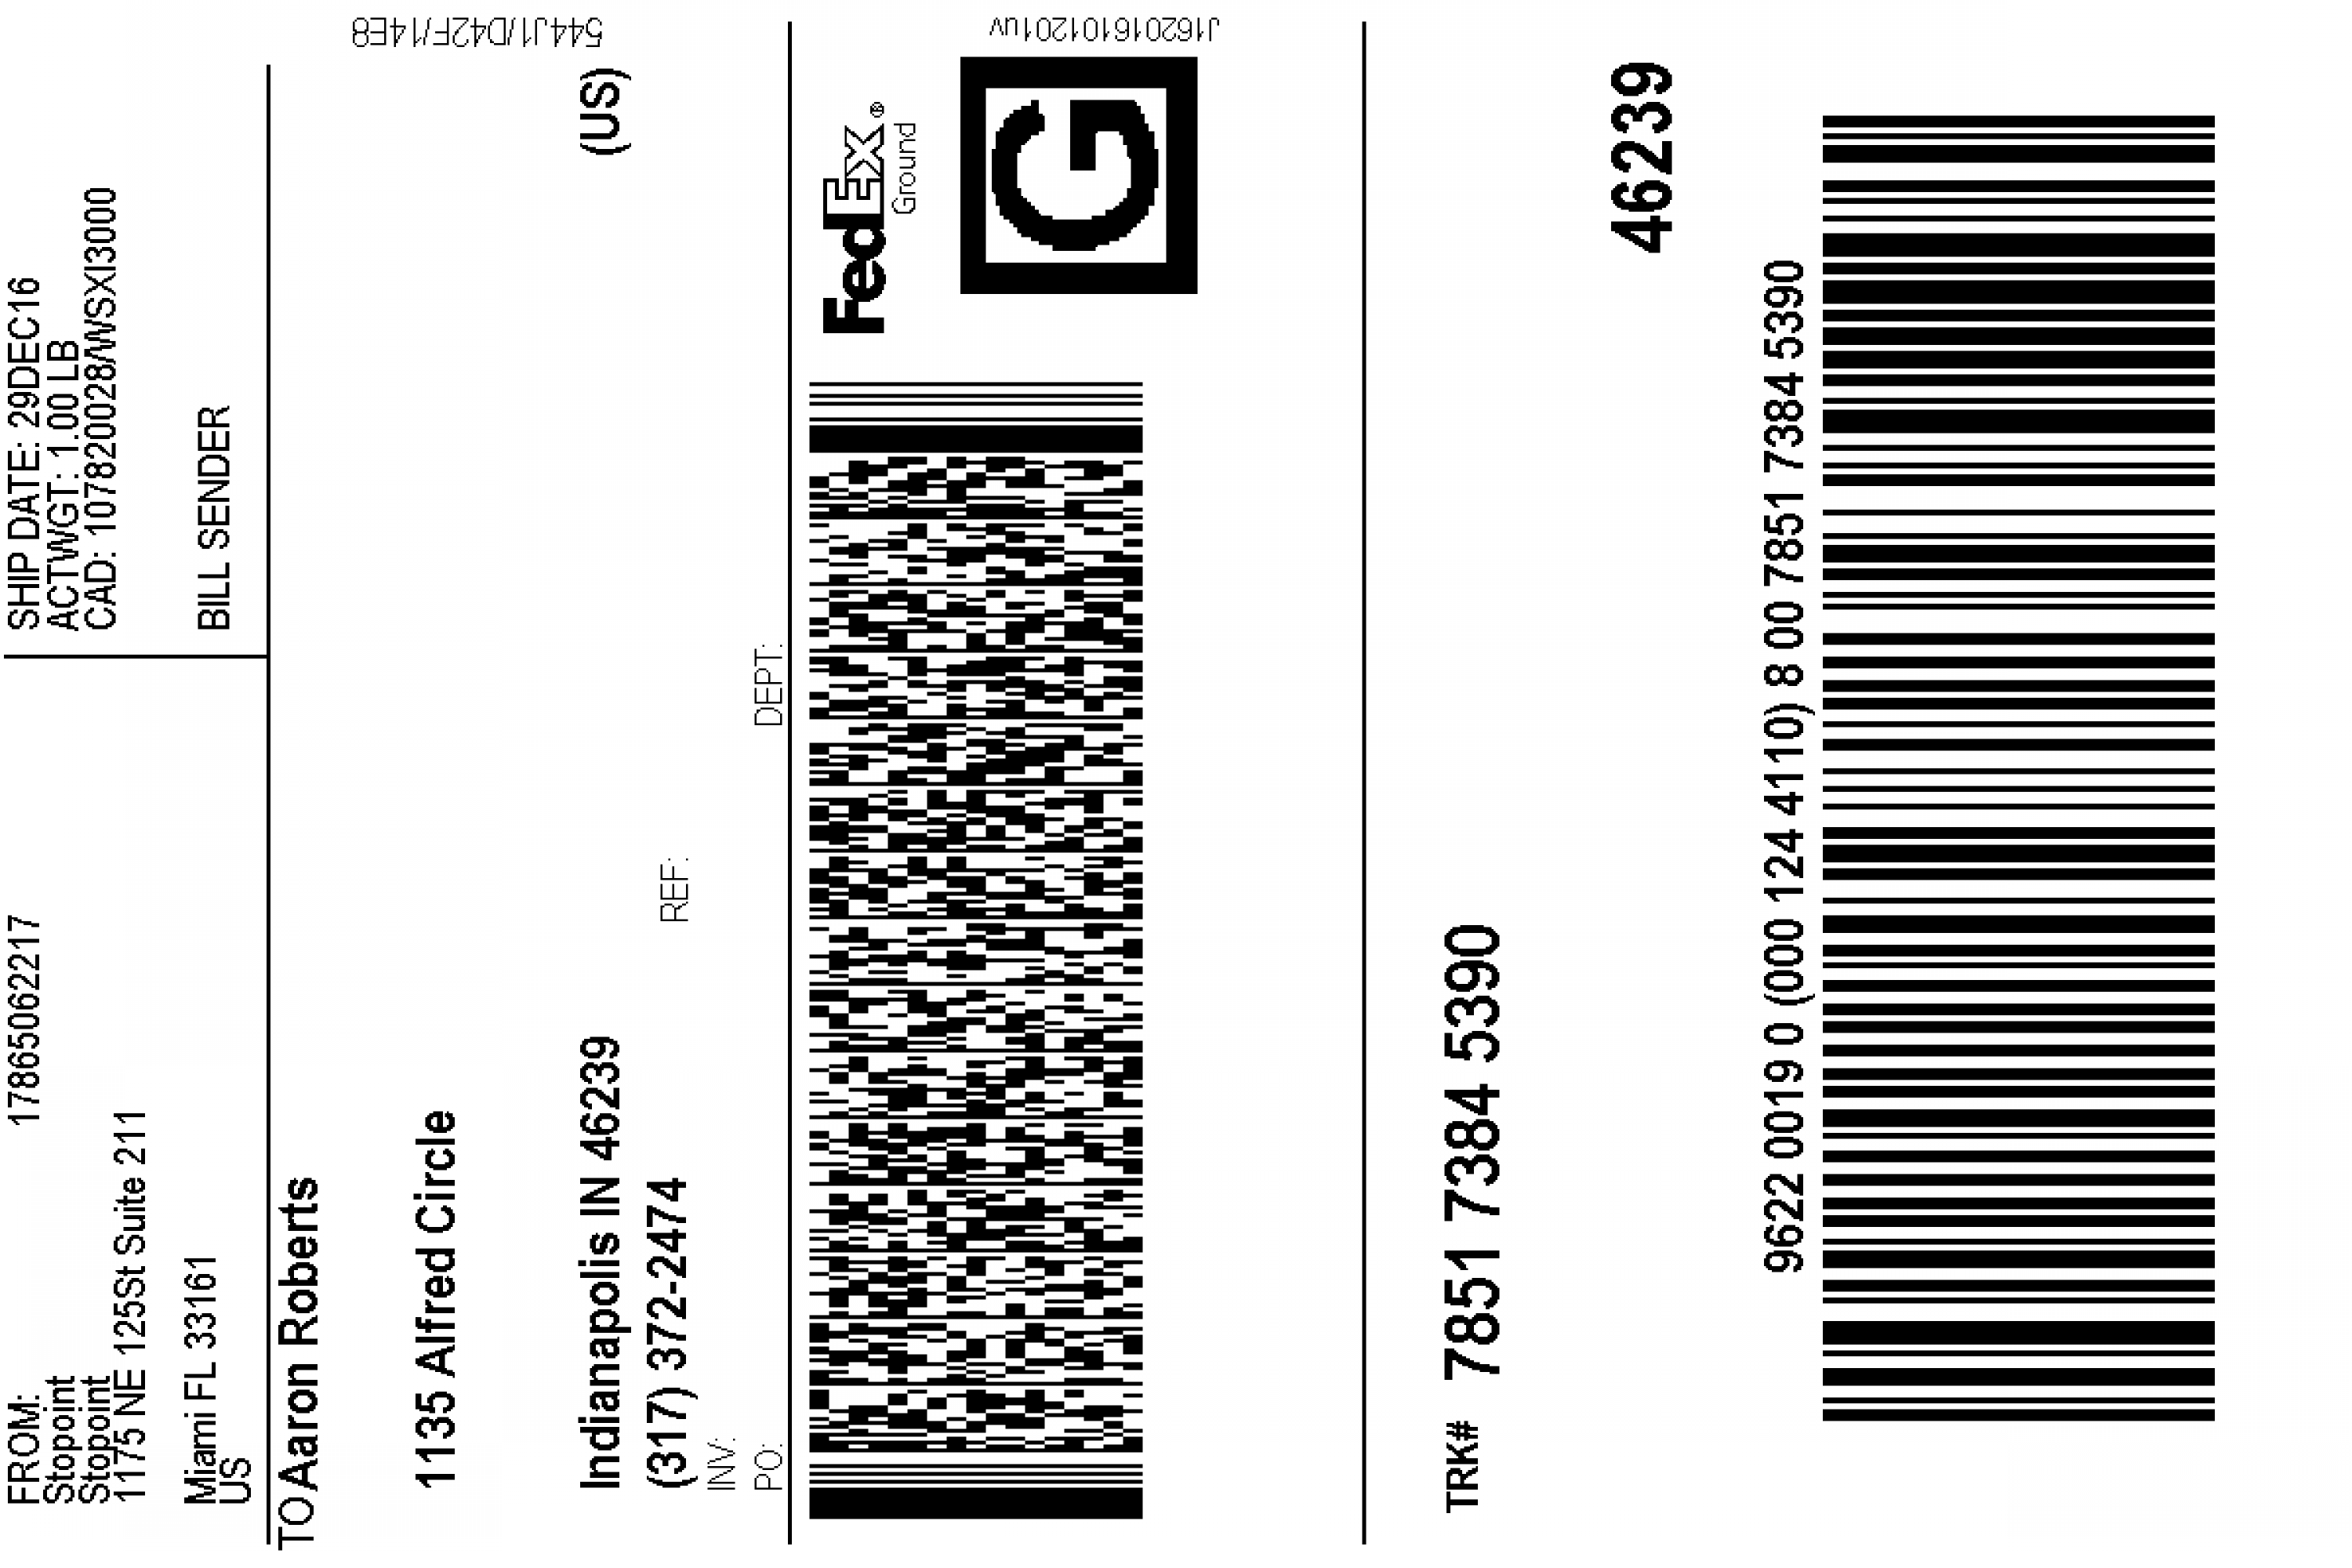 FROM: 17865062217
Stopoint
Stopoint
1175 NE 125St Suite 211
Miami FL 33161
US
SHIP DATE: 29DEC16
ACTWGT: 1.00 LB
CAD: 107820028/WSXI3000
BILL SENDER
TO Aaron Roberts
1135 Alfred Circle
Indianapolis IN 46239 (US)
(317) 372-2474
REF:
INV:
PO: DEPT:
544J1/D42F/14E8
FedEx®
Ground
G
J162016101201uv
TRK# 7851 7384 5390
46239
9622 0019 0 (000 124 4110) 8 00 7851 7384 5390